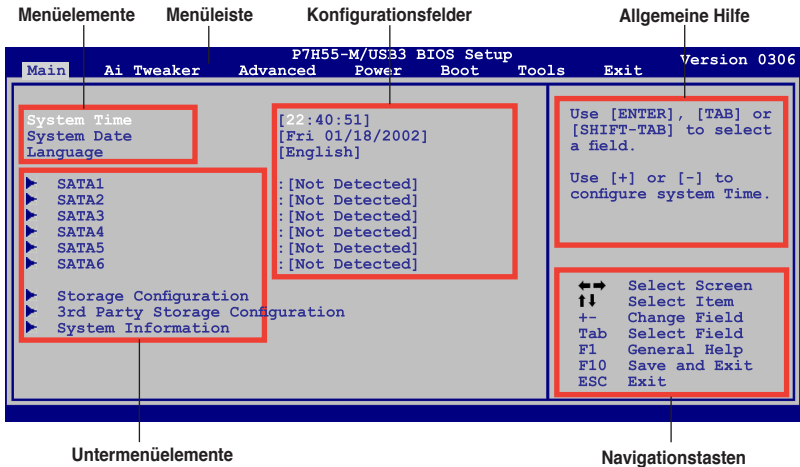 Menüelemente Menüleiste Konfigurationsfelder Allgemeine Hilfe
P7H55-M/USB3 BIOS Setup Version 0306
Main Ai Tweaker Advanced Power Boot Tools Exit
System Time [22:40:51]
System Date [Fri 01/18/2002]
Language [English]
SATA1 :[Not Detected]
SATA2 :[Not Detected]
SATA3 :[Not Detected]
SATA4 :[Not Detected]
SATA5 :[Not Detected]
SATA6 :[Not Detected]
Storage Configuration
3rd Party Storage Configuration
System Information
Use [ENTER], [TAB] or
[SHIFT-TAB] to select
a field.
Use [+] or [-] to
configure system Time.
←→ Select Screen
↑↓ Select Item
+- Change Field
Tab Select Field
F1 General Help
F10 Save and Exit
ESC Exit
Untermenüelemente Navigationstasten